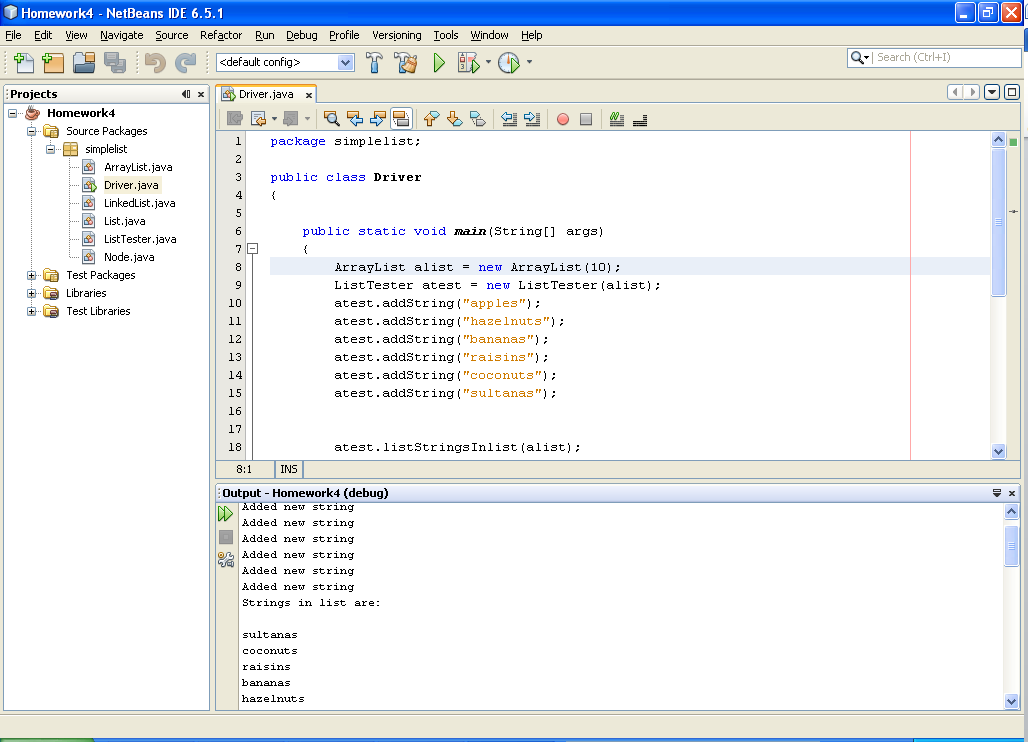 Homework4 - NetBeans IDE 6.5.1
File Edit View Navigate Source Refactor Run Debug Profile Versioning Tools Window Help
<default config>
Search (Ctrl+I)
Projects
Homework4
Source Packages
simplelist
ArrayList.java
Driver.java
LinkedList.java
List.java
ListTester.java
Node.java
Test Packages
Libraries
Test Libraries
Driver.java
1 package simplelist;
2
3 public class Driver
4 {
5
6 public static void main(String[] args)
7 {
8 ArrayList alist = new ArrayList(10);
9 ListTester atest = new ListTester(alist);
10 atest.addString("apples");
11 atest.addString("hazelnuts");
12 atest.addString("bananas");
13 atest.addString("raisins");
14 atest.addString("coconuts");
15 atest.addString("sultanas");
16
17
18 atest.listStringsInlist(alist);
8:1 INS
Output - Homework4 (debug)
Added new string
Added new string
Added new string
Added new string
Added new string
Added new string
Strings in list are:
sultanas
coconuts
raisins
bananas
hazelnuts